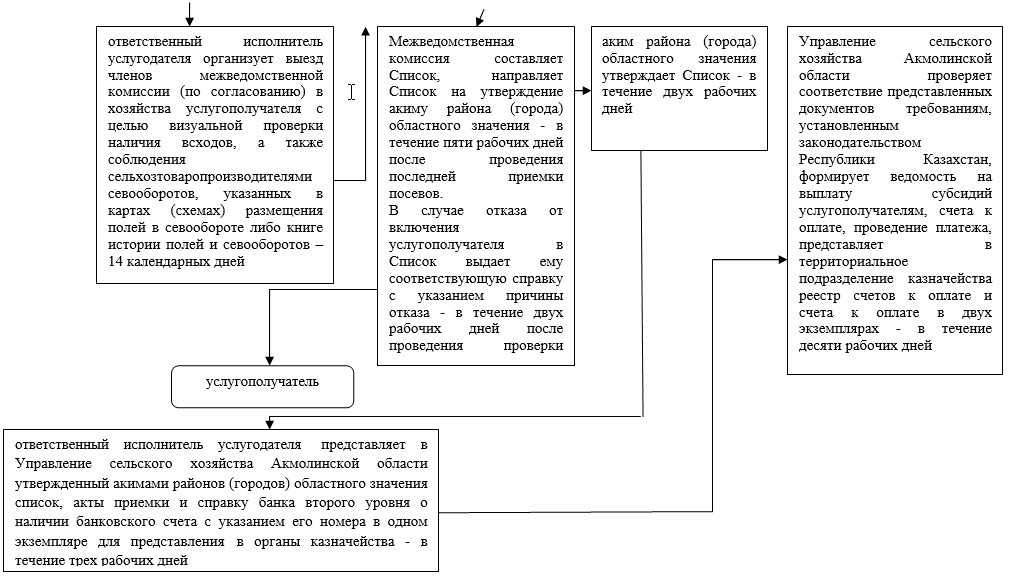 ответственный исполнитель
услугодателя организует выезд
членов межведомственной
комиссии (по согласованию) в
хозяйства услугополучателя с
целью визуальной проверки
наличия всходов, а также
соблюдения
сельхозтоваропроизводителями
севооборотов, указанных в
картах (схемах) размещения
полей в севообороте либо книге
истории полей и севооборотов –
14 календарных дней
Межведомственная
комиссия составляет
Список, направляет
Список на утверждение
акиму района (города)
областного значения - в
течение пяти рабочих дней
после проведения
последней приемки
посевов.
В случае отказа от
включения
услугополучателя в
Список выдает ему
соответствующую справку
с указанием причины
отказа - в течение двух
рабочих дней после
проведения проверки
аким района (города)
областного значения
утверждает Список - в
течение двух рабочих
дней
Управление сельского
хозяйства Акмолинской
области проверяет
соответствие представленных
документов требованиям,
установленным
законодательством
Республики Казахстан,
формирует ведомость на
выплату субсидий
услугополучателям, счета к
оплате, проведение платежа,
представляет в
территориальное
подразделение казначейства
реестр счетов к оплате и
счета к оплате в двух
экземплярах - в течение
десяти рабочих дней
услугополучатель
ответственный исполнитель услугодателя представляет в
Управление сельского хозяйства Акмолинской области
утвержденный акимами районов (городов) областного значения
список, акты приемки и справку банка второго уровня о
наличии банковского счета с указанием его номера в одном
экземпляре для представления в органы казначейства - в
течение трех рабочих дней